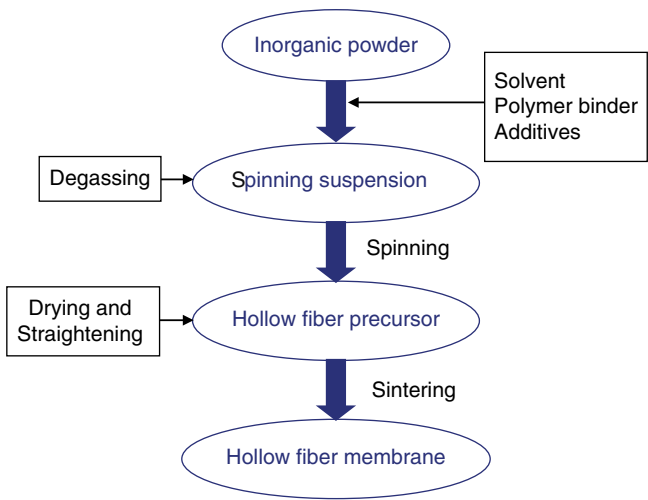 Inorganic powder
Solvent
Polymer binder
Additives
Degassing
Spinning suspension
Spinning
Drying and
Straightening
Hollow fiber precursor
Sintering
Hollow fiber membrane